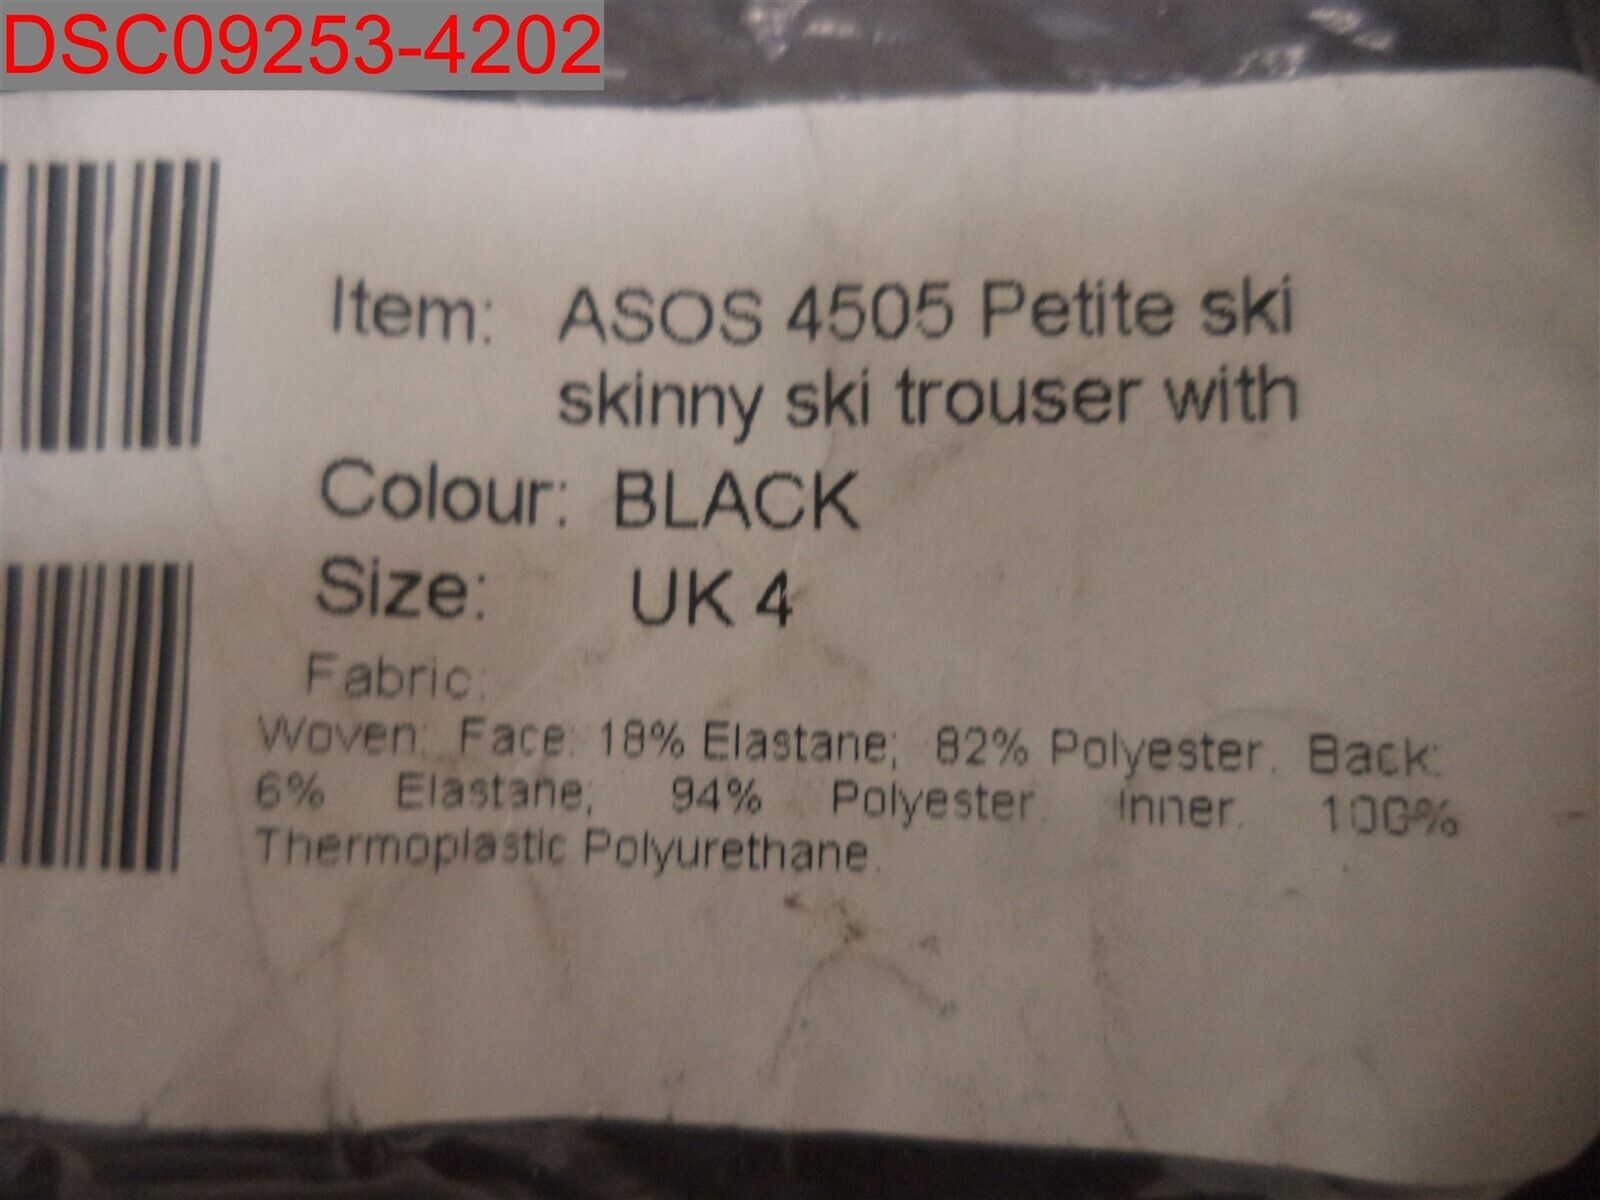 DSC09253-4202
Item: ASOS 4505 Petite ski
skinny ski trouser with
Colour: BLACK
Size: UK 4
Fabric:
Woven: Face: 18% Elastane; 82% Polyester. Back:
6% Elastane; 94% Polyester. Inner. 100%
Thermoplastic Polyurethane.